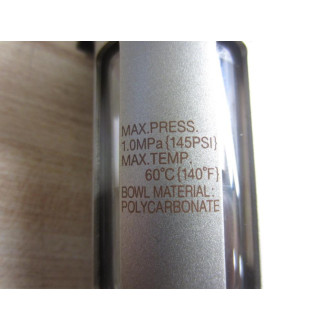 MAX.PRESS.
1.0MPa{145PSI}
MAX.TEMP.
60°C{140°F}
BOWL MATERIAL:
POLYCARBONATE